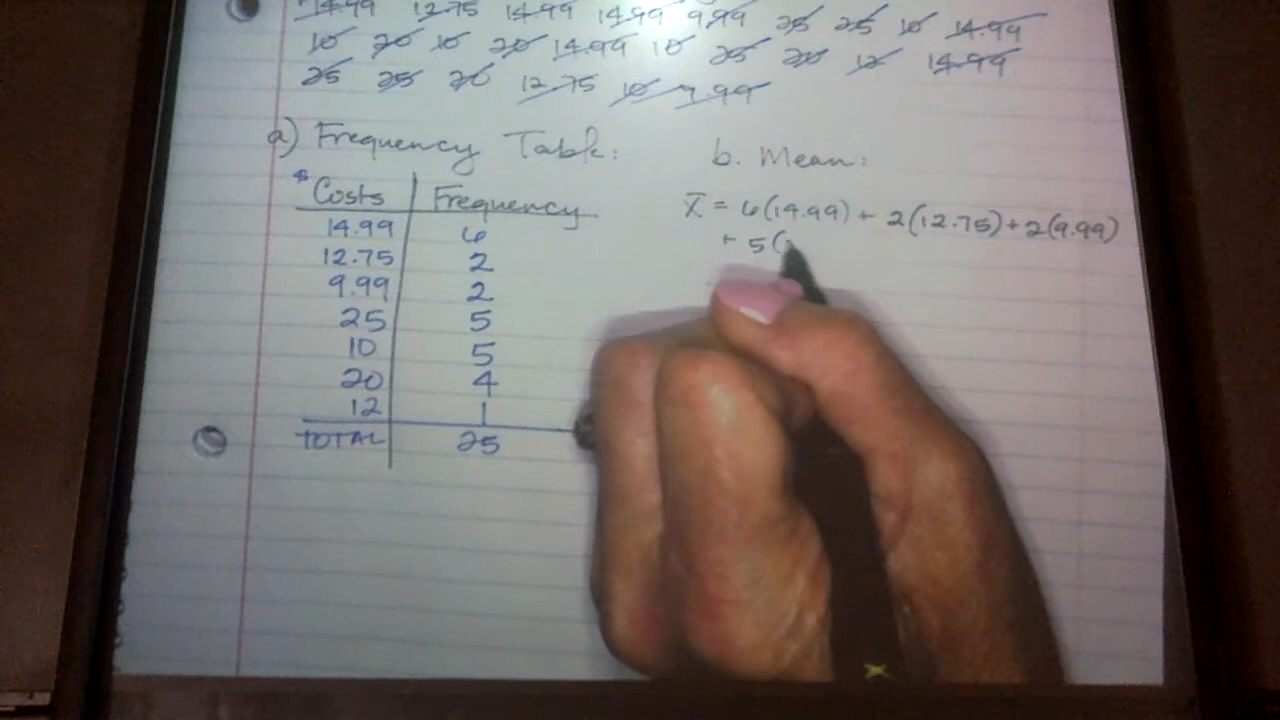 14.99 12.75 14.99 14.99 9.99 25 25 10 14.99
10 20 10 20 14.99 10 25 20 12 14.99
25 25 20 12.75 10 9.99
a) Frequency Table:
$ Costs Frequency
14.99 6
12.75 2
9.99 2
25 5
10 5
20 4
12 1
TOTAL 25
b. Mean:
x̄ = 6(14.99) + 2(12.75) + 2(9.99)
+ 5(